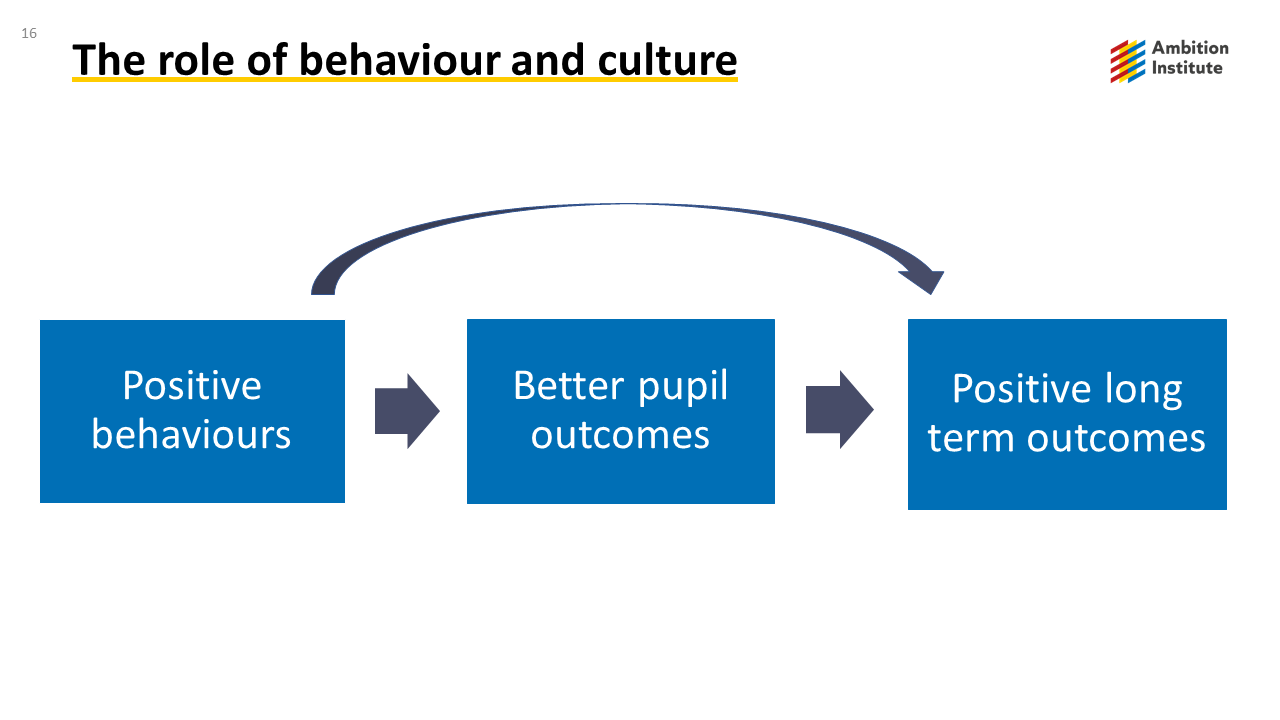 16
The role of behaviour and culture
Ambition
Institute
Positive
behaviours
Better pupil
outcomes
Positive long
term outcomes